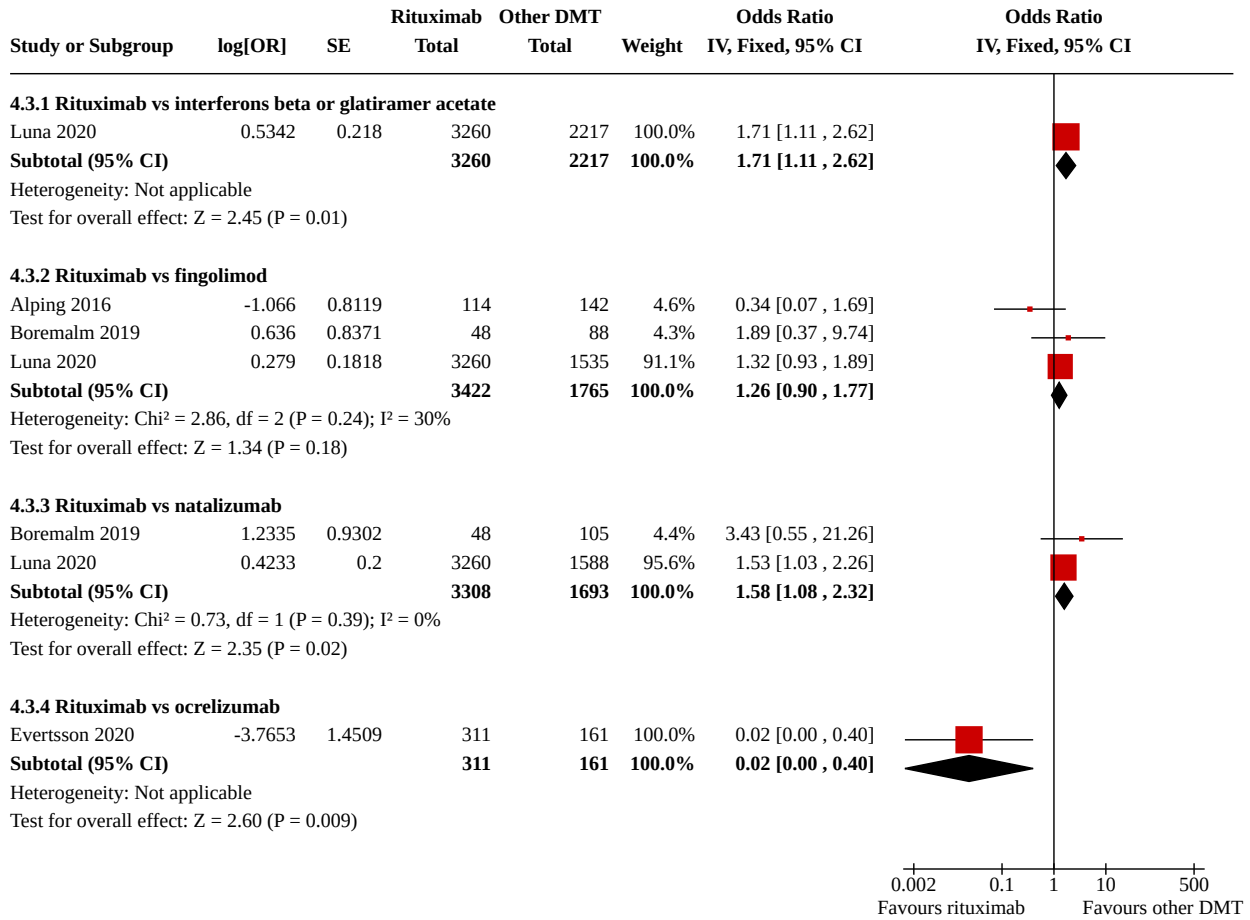 Rituximab Other DMT Odds Ratio Odds Ratio
Study or Subgroup log[OR] SE Total Total Weight IV, Fixed, 95% CI IV, Fixed, 95% CI
4.3.1 Rituximab vs interferons beta or glatiramer acetate
Luna 2020 0.5342 0.218 3260 2217 100.0% 1.71 [1.11 , 2.62]
Subtotal (95% CI) 3260 2217 100.0% 1.71 [1.11 , 2.62]
Heterogeneity: Not applicable
Test for overall effect: Z = 2.45 (P = 0.01)
4.3.2 Rituximab vs fingolimod
Alping 2016 -1.066 0.8119 114 142 4.6% 0.34 [0.07 , 1.69]
Boremalm 2019 0.636 0.8371 48 88 4.3% 1.89 [0.37 , 9.74]
Luna 2020 0.279 0.1818 3260 1535 91.1% 1.32 [0.93 , 1.89]
Subtotal (95% CI) 3422 1765 100.0% 1.26 [0.90 , 1.77]
Heterogeneity: Chi² = 2.86, df = 2 (P = 0.24); I² = 30%
Test for overall effect: Z = 1.34 (P = 0.18)
4.3.3 Rituximab vs natalizumab
Boremalm 2019 1.2335 0.9302 48 105 4.4% 3.43 [0.55 , 21.26]
Luna 2020 0.4233 0.2 3260 1588 95.6% 1.53 [1.03 , 2.26]
Subtotal (95% CI) 3308 1693 100.0% 1.58 [1.08 , 2.32]
Heterogeneity: Chi² = 0.73, df = 1 (P = 0.39); I² = 0%
Test for overall effect: Z = 2.35 (P = 0.02)
4.3.4 Rituximab vs ocrelizumab
Evertsson 2020 -3.7653 1.4509 311 161 100.0% 0.02 [0.00 , 0.40]
Subtotal (95% CI) 311 161 100.0% 0.02 [0.00 , 0.40]
Heterogeneity: Not applicable
Test for overall effect: Z = 2.60 (P = 0.009)
0.002 0.1 1 10 500
Favours rituximab Favours other DMT